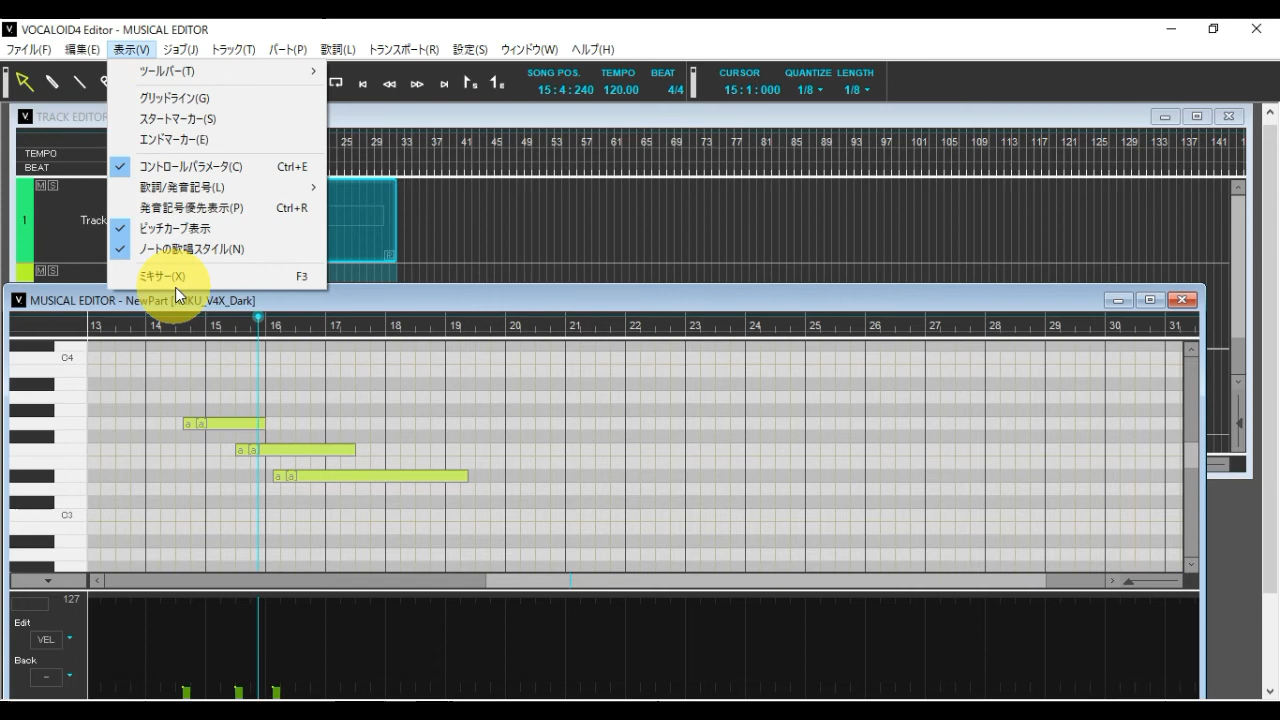 VOCALOID4 Editor - MUSICAL EDITOR
ファイル(F) 編集(E) 表示(V) ジョブ(J) トラック(T) パート(P) 歌詞(L) トランスポート(R) 設定(S) ウィンドウ(W) ヘルプ(H)
SONG POS. TEMPO BEAT CURSOR QUANTIZE LENGTH
15 : 4 : 240 120.00 4/4 15 : 1 : 000 1/8 1/8
ツールバー(T)
グリッドライン(G)
スタートマーカー(S)
エンドマーカー(E)
コントロールパラメータ(C) Ctrl+E
歌詞/発音記号(L)
発音記号優先表示(P) Ctrl+R
ピッチカーブ表示
ノートの歌唱スタイル(N)
ミキサー(X) F3
TRACK EDITOR
25 29 33 37 41 45 49 53 57 61 65 69 73 77 81 85 89 93 97 101 105 109 113 117 121 125 129 133 137 141
TEMPO
BEAT
M S
1 Track
M S
MUSICAL EDITOR - NewPart [MIKU_V4X_Dark]
13 14 15 16 17 18 19 20 21 22 23 24 25 26 27 28 29 30 31
C4
a [a]
a [a]
a [a]
C3
127
Edit
VEL
Back